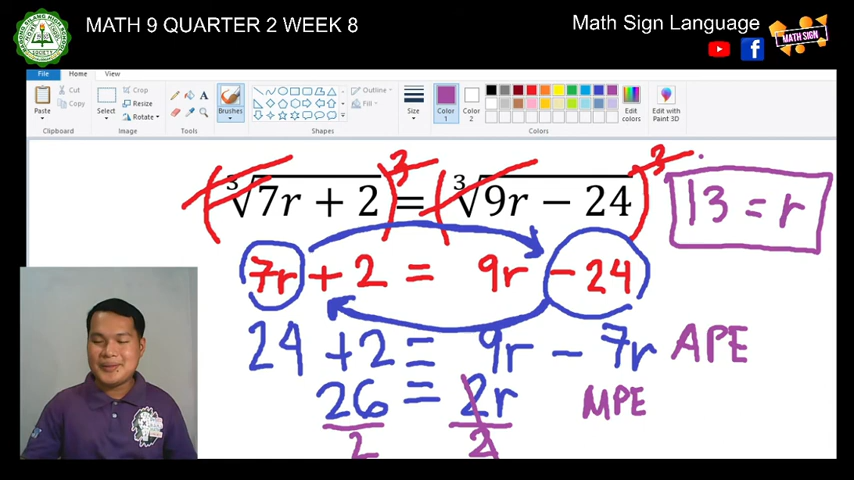 MATH 9 QUARTER 2 WEEK 8
Math Sign Language
MATH SIGN
File Home View
Paste Cut Copy
Clipboard
Select Crop Resize Rotate
Image
A
Tools
Brushes
Outline Fill
Shapes
Size
Color 1 Color 2 Edit colors
Colors
Edit with Paint 3D
(∛7r + 2)³ = (∛9r − 24)³
13 = r
7r + 2 = 9r − 24
24 + 2 = 9r − 7r APE
26 = 2r MPE
2 2